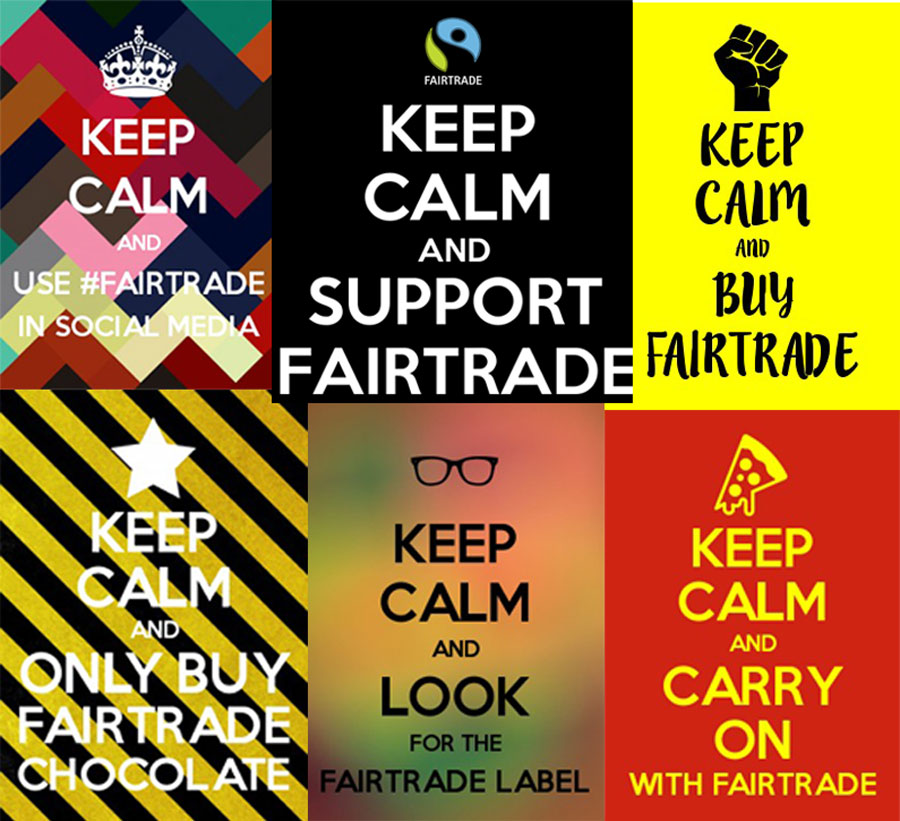 KEEP
CALM
AND
USE #FAIRTRADE
IN SOCIAL MEDIA
FAIRTRADE
KEEP
CALM
AND
SUPPORT
FAIRTRADE
KEEP
CALM
AND
BUY
FAIRTRADE
KEEP
CALM
AND
ONLY BUY
FAIRTRADE
CHOCOLATE
KEEP
CALM
AND
LOOK
FOR THE
FAIRTRADE LABEL
KEEP
CALM
AND
CARRY
ON
WITH FAIRTRADE